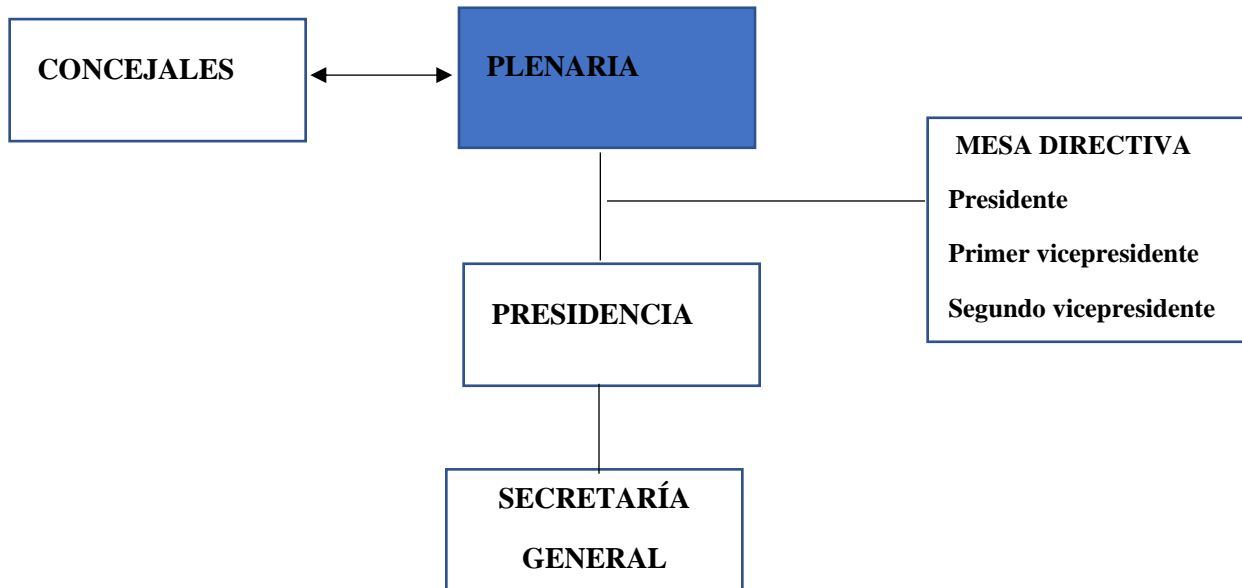 CONCEJALES
PLENARIA
MESA DIRECTIVA
Presidente
Primer vicepresidente
Segundo vicepresidente
PRESIDENCIA
SECRETARÍA
GENERAL